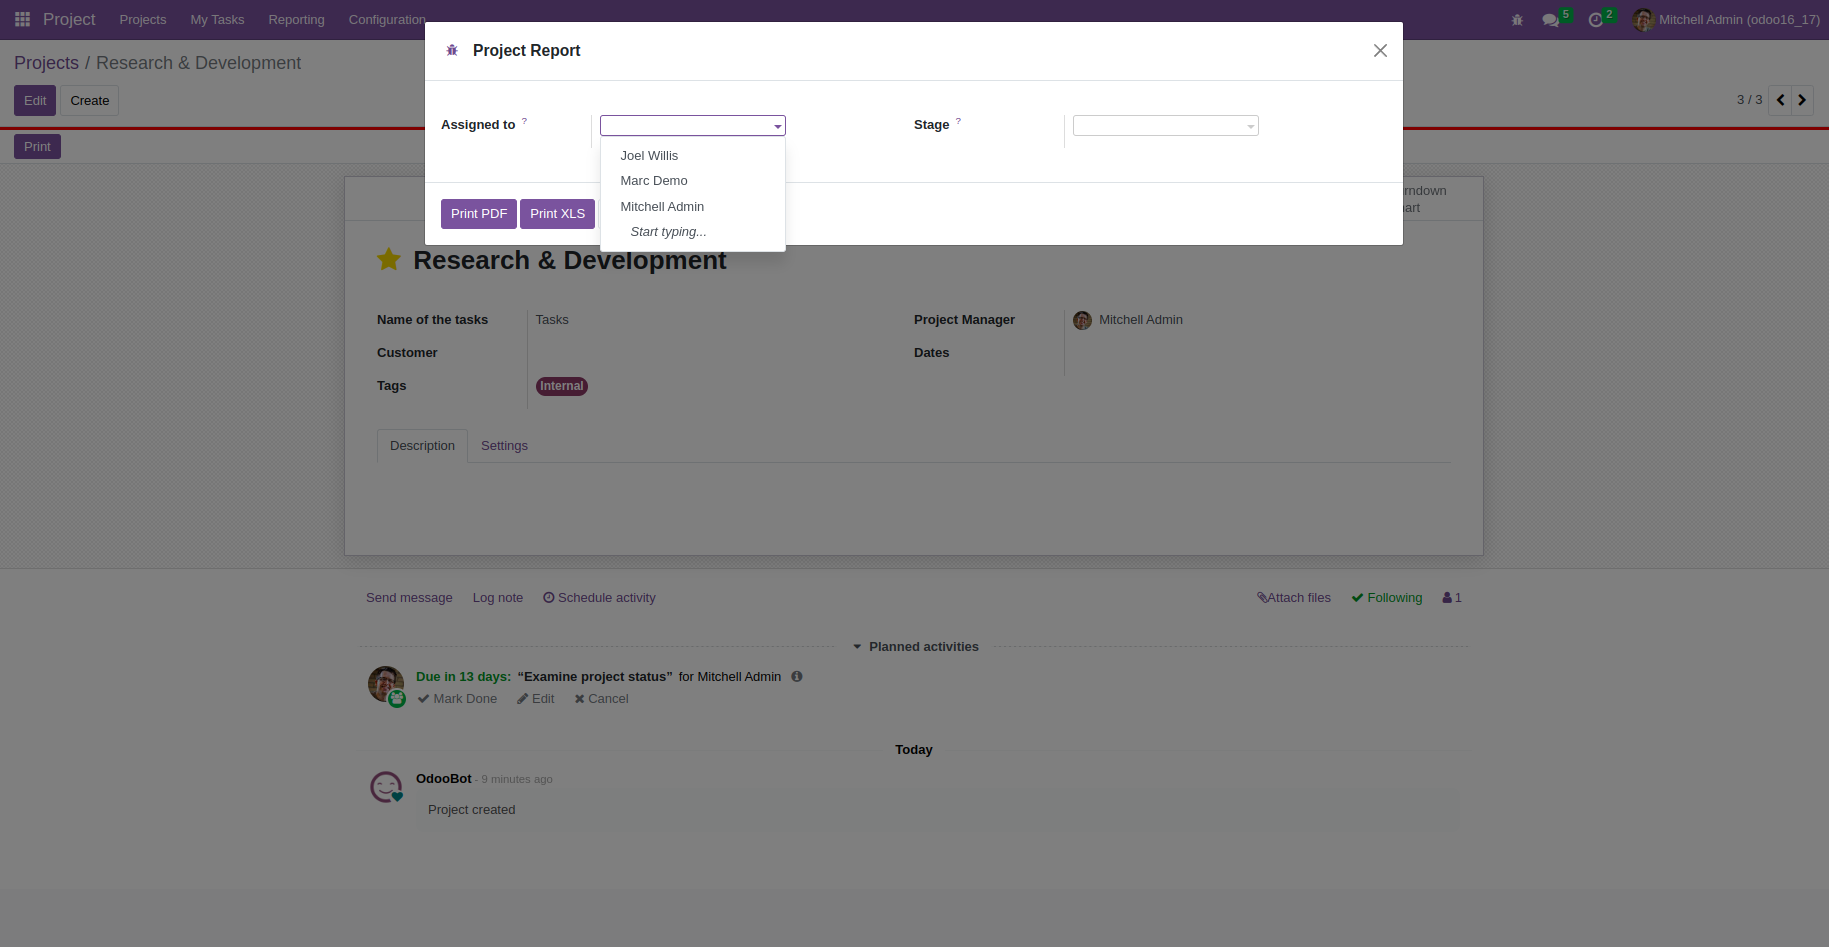 Project Projects My Tasks Reporting Configuration 5 2 Mitchell Admin (odoo16_17)
Project Report
Projects / Research & Development
Edit Create 3 / 3
Assigned to ? Stage ?
Print
Joel Willis
Marc Demo
Mitchell Admin
Start typing...
Print PDF Print XLS
Research & Development
Name of the tasks Tasks Project Manager Mitchell Admin
Customer Dates
Tags Internal
Description Settings
Send message Log note Schedule activity Attach files Following 1
Planned activities
Due in 13 days: “Examine project status” for Mitchell Admin
Mark Done Edit Cancel
Today
OdooBot - 9 minutes ago
Project created